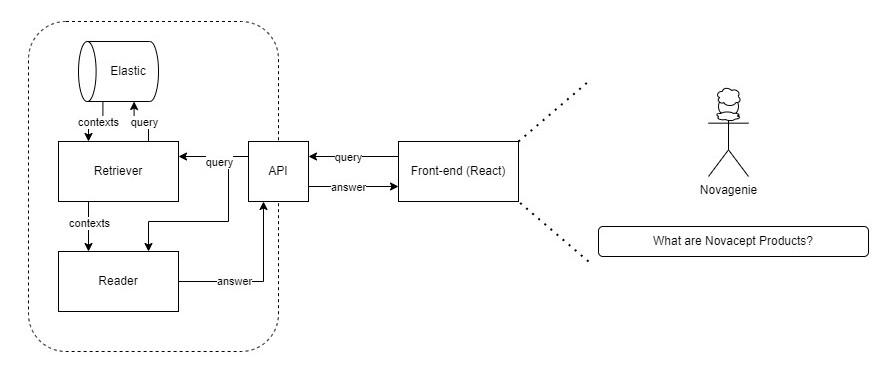 Elastic
contexts
query
Retriever
query
API
query
answer
Front-end (React)
contexts
Reader
answer
Novagenie
What are Novacept Products?